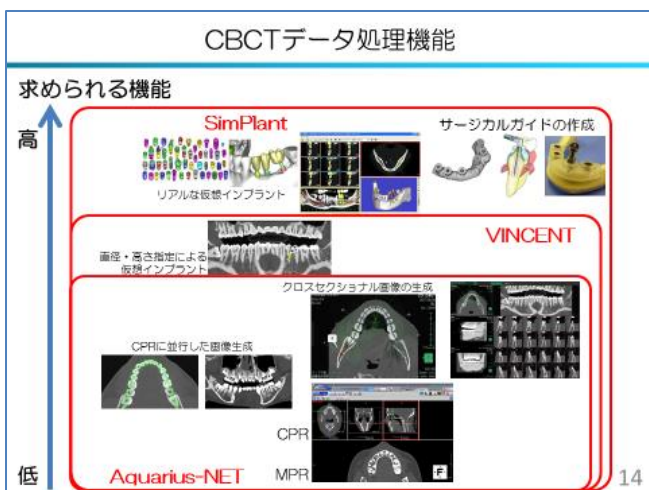 CBCTデータ処理機能
求められる機能
高
SimPlant
サージカルガイドの作成
リアルな仮想インプラント
VINCENT
直径・高さ指定による
仮想インプラント
クロスセクショナル画像の生成
CPRに並行した画像生成
CPR
MPR
F
低
Aquarius-NET
14